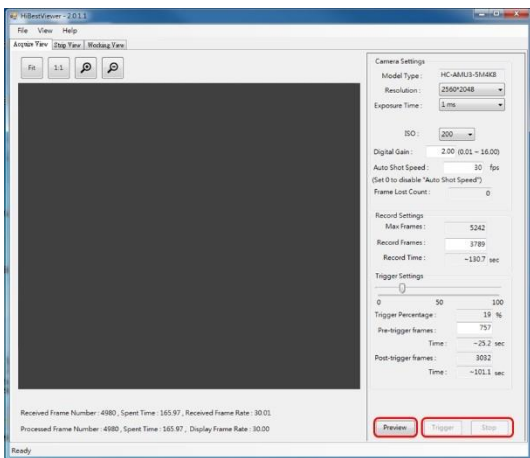 HiBestViewer - 2.0.1.1
File View Help
Acquire View Stop View Working View
Fit 1:1
Camera Settings
Model Type : HC-AMU3-5M4KB
Resolution : 2560*2048
Exposure Time : 1 ms
ISO : 200
Digital Gain : 2.00 (0.01 ~ 16.00)
Auto Shot Speed : 30 fps
(Set 0 to disable "Auto Shot Speed")
Frame Lost Count : 0
Record Settings
Max Frames : 5242
Record Frames : 3789
Record Time : ~130.7 sec
Trigger Settings
0 50 100
Trigger Percentage : 19 %
Pre-trigger frames : 757
Time : ~25.2 sec
Post-trigger frames : 3032
Time : ~101.1 sec
Received Frame Number : 4980 , Spent Time : 165.97 , Received Frame Rate : 30.01
Processed Frame Number : 4980 , Spent Time : 165.97 , Display Frame Rate : 30.00
Preview Trigger Stop
Ready